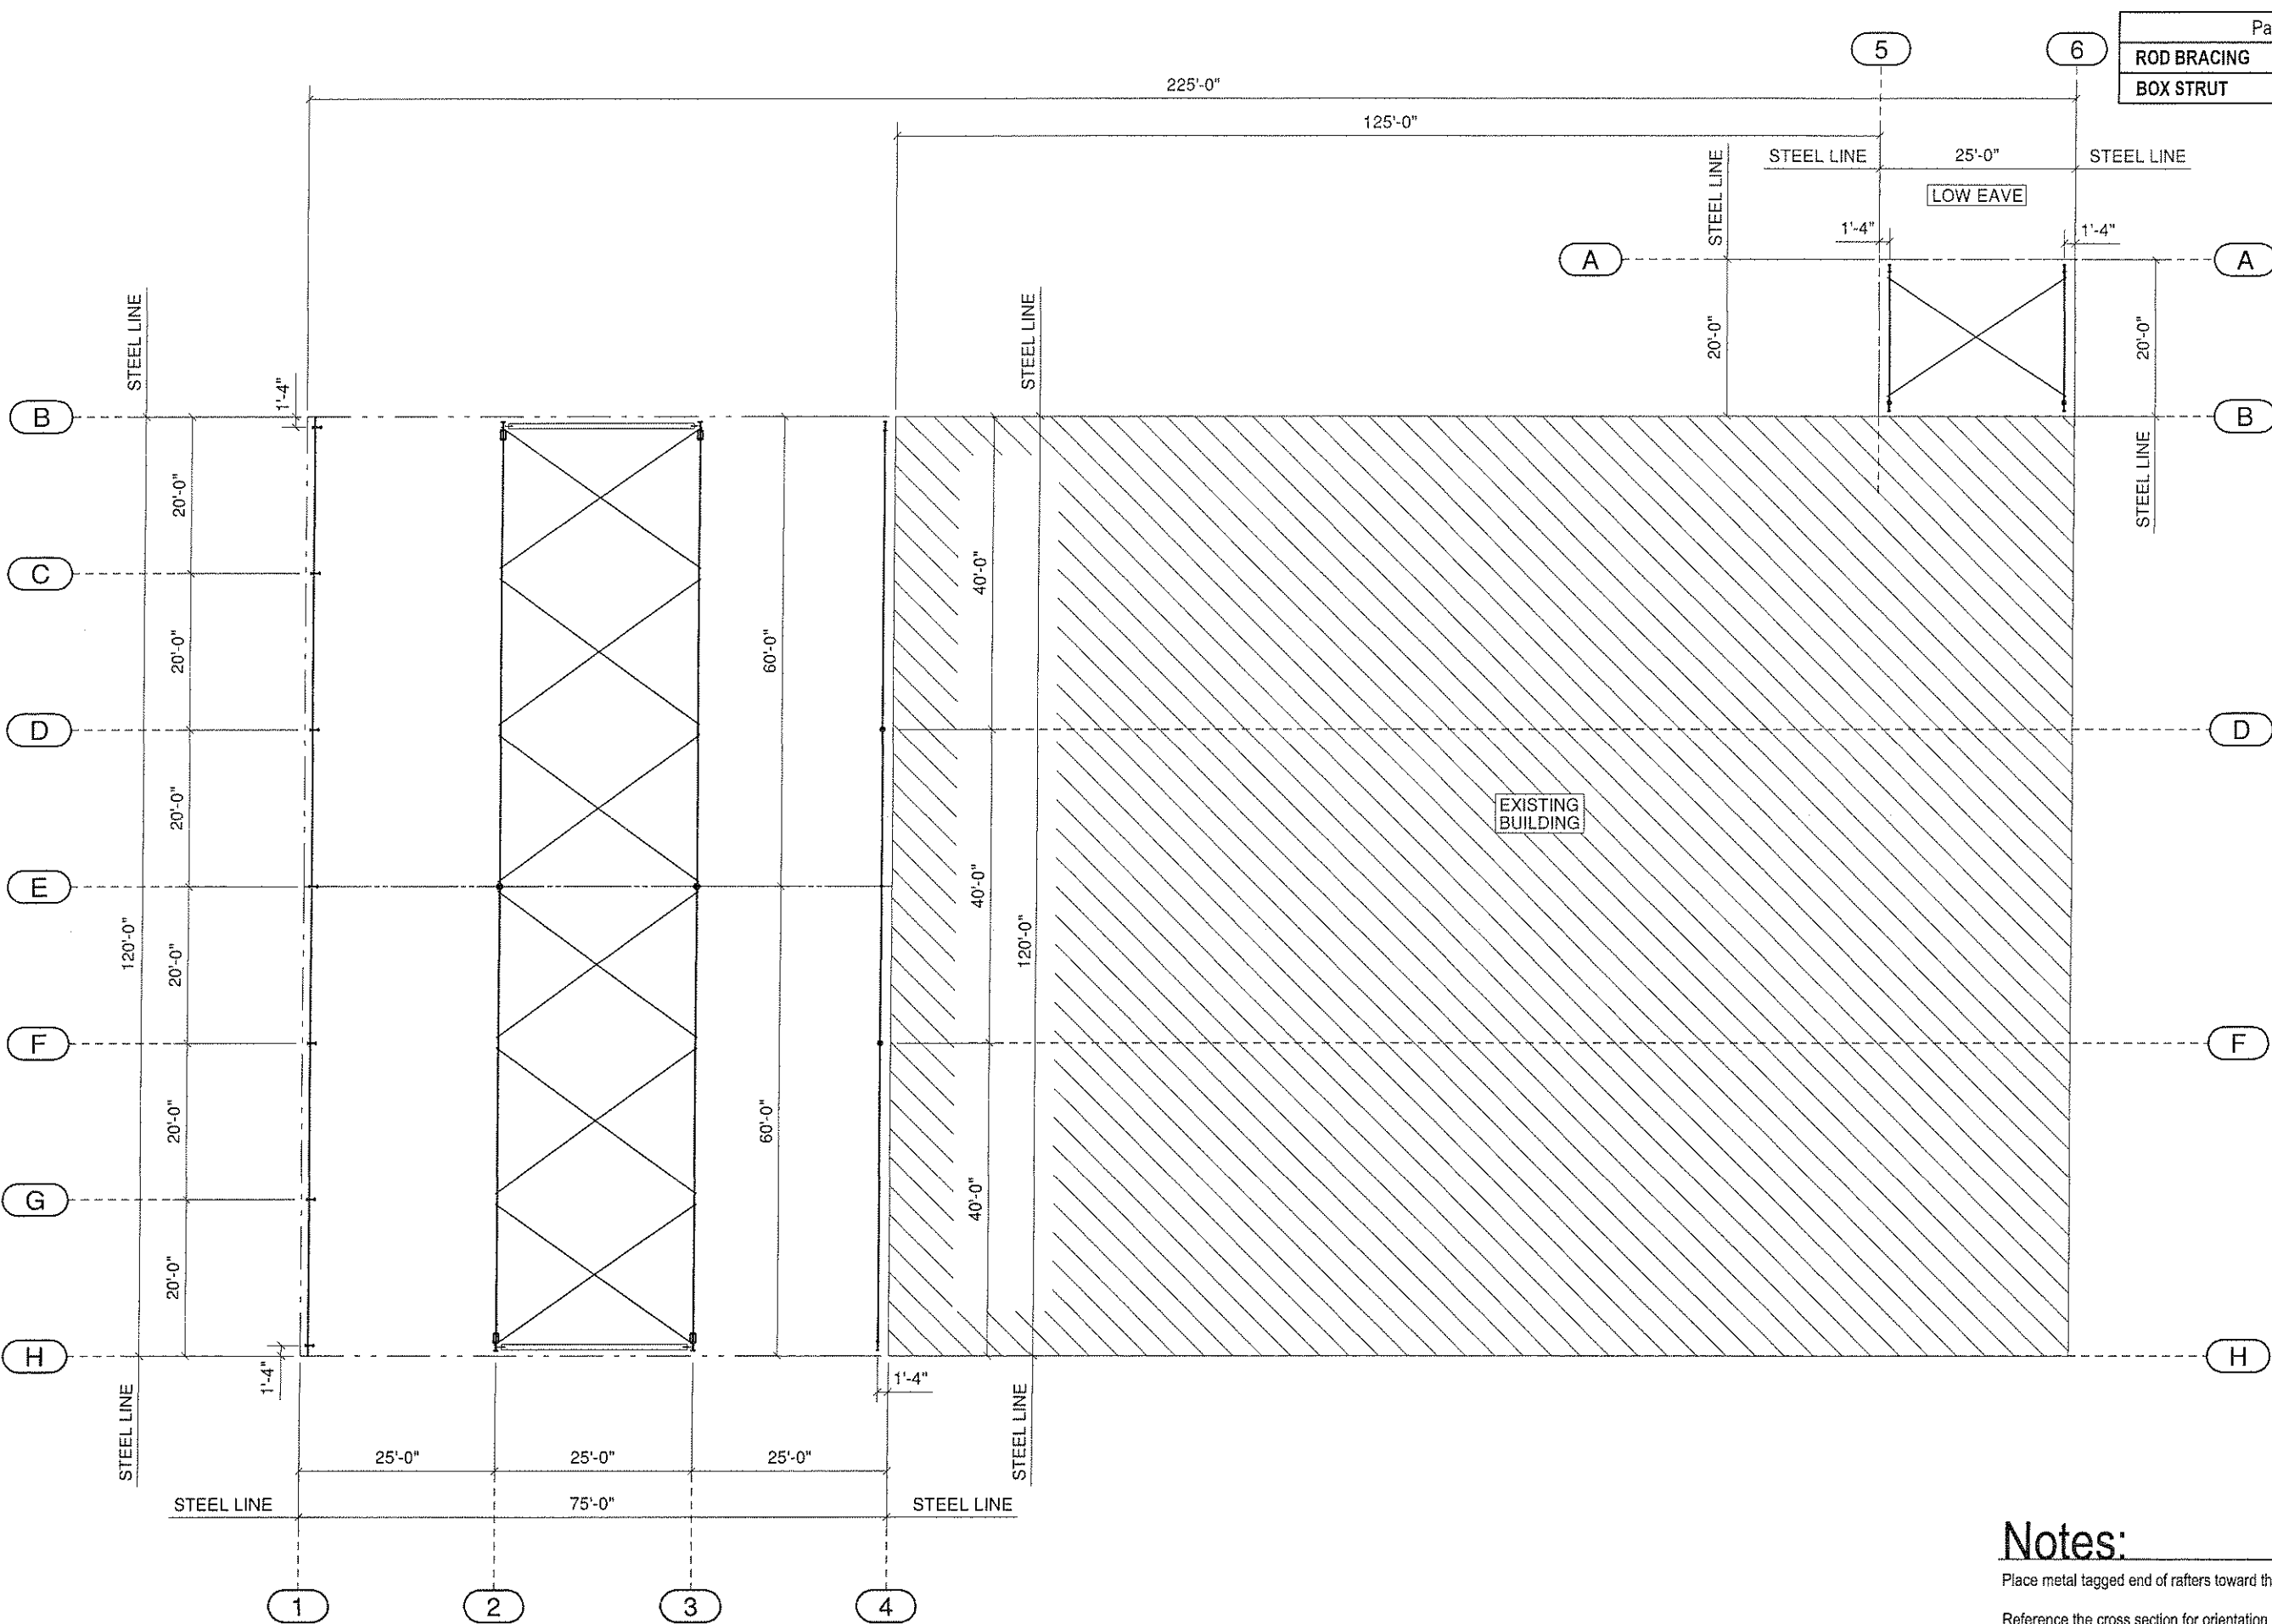 Pa
ROD BRACING
BOX STRUT
5
6
225'-0"
125'-0"
STEEL LINE
25'-0"
STEEL LINE
LOW EAVE
STEEL LINE
1'-4"
1'-4"
A
A
20'-0"
20'-0"
STEEL LINE
STEEL LINE
1'-4"
B
B
STEEL LINE
20'-0"
C
40'-0"
20'-0"
60'-0"
D
D
20'-0"
EXISTING
BUILDING
E
40'-0"
120'-0"
20'-0"
120'-0"
F
F
20'-0"
60'-0"
G
40'-0"
20'-0"
H
H
1'-4"
1'-4"
STEEL LINE
STEEL LINE
25'-0"
25'-0"
25'-0"
STEEL LINE
75'-0"
STEEL LINE
1
2
3
4
Notes:
Place metal tagged end of rafters toward th
Reference the cross section for orientation